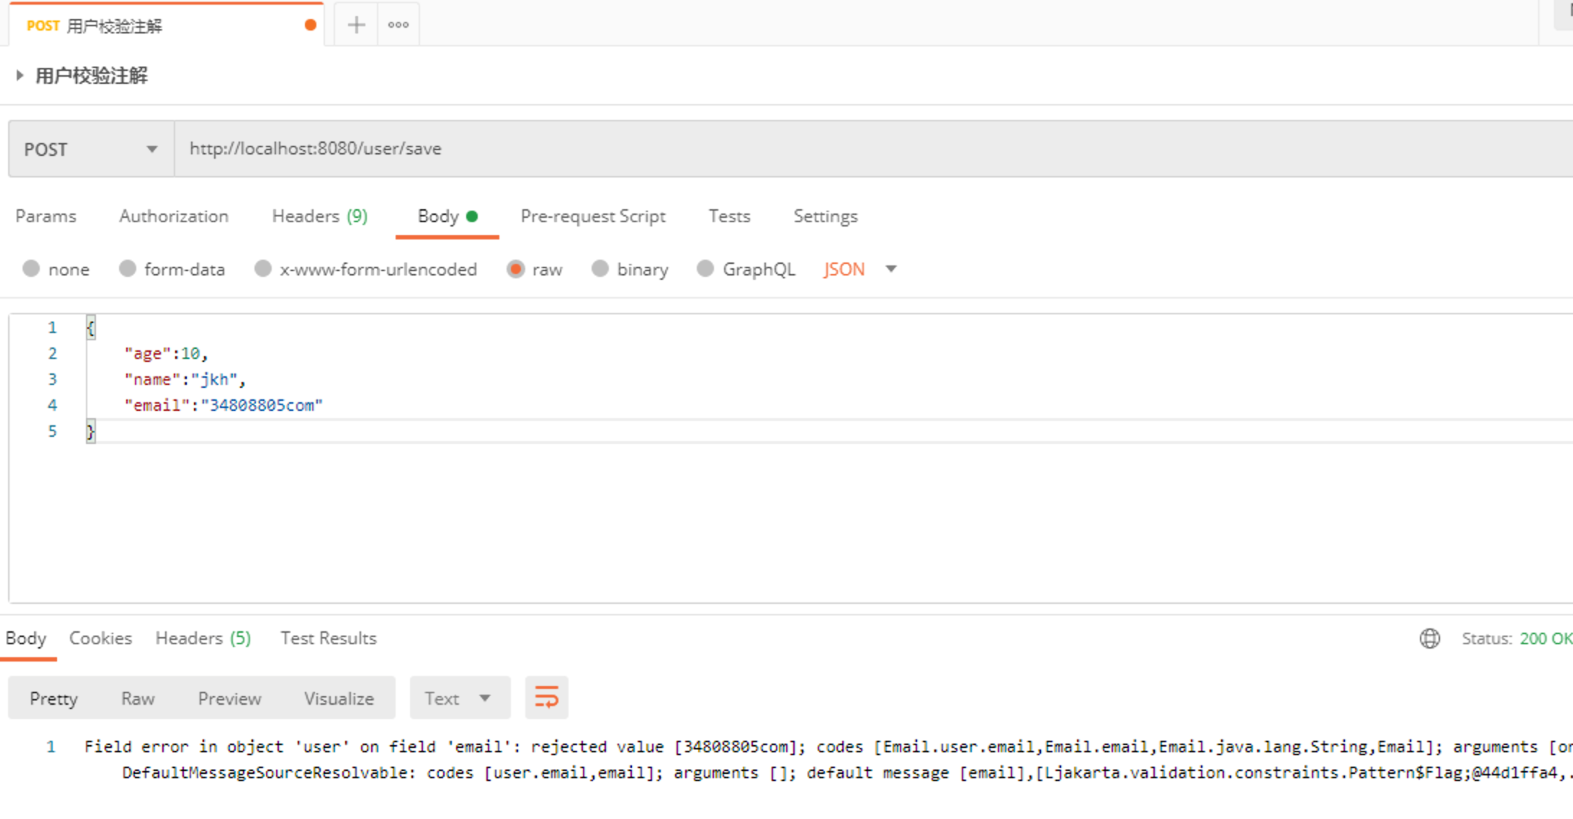 POST 用户校验注解
用户校验注解
POST http://localhost:8080/user/save
Params Authorization Headers (9) Body Pre-request Script Tests Settings
none form-data x-www-form-urlencoded raw binary GraphQL JSON
1 {
2 "age":10,
3 "name":"jkh",
4 "email":"34808805com"
5 }
Body Cookies Headers (5) Test Results Status: 200 OK
Pretty Raw Preview Visualize Text
1 Field error in object 'user' on field 'email': rejected value [34808805com]; codes [Email.user.email,Email.email,Email.java.lang.String,Email]; arguments [or
DefaultMessageSourceResolvable: codes [user.email,email]; arguments []; default message [email],[Ljakarta.validation.constraints.Pattern$Flag;@44d1ffa4,.